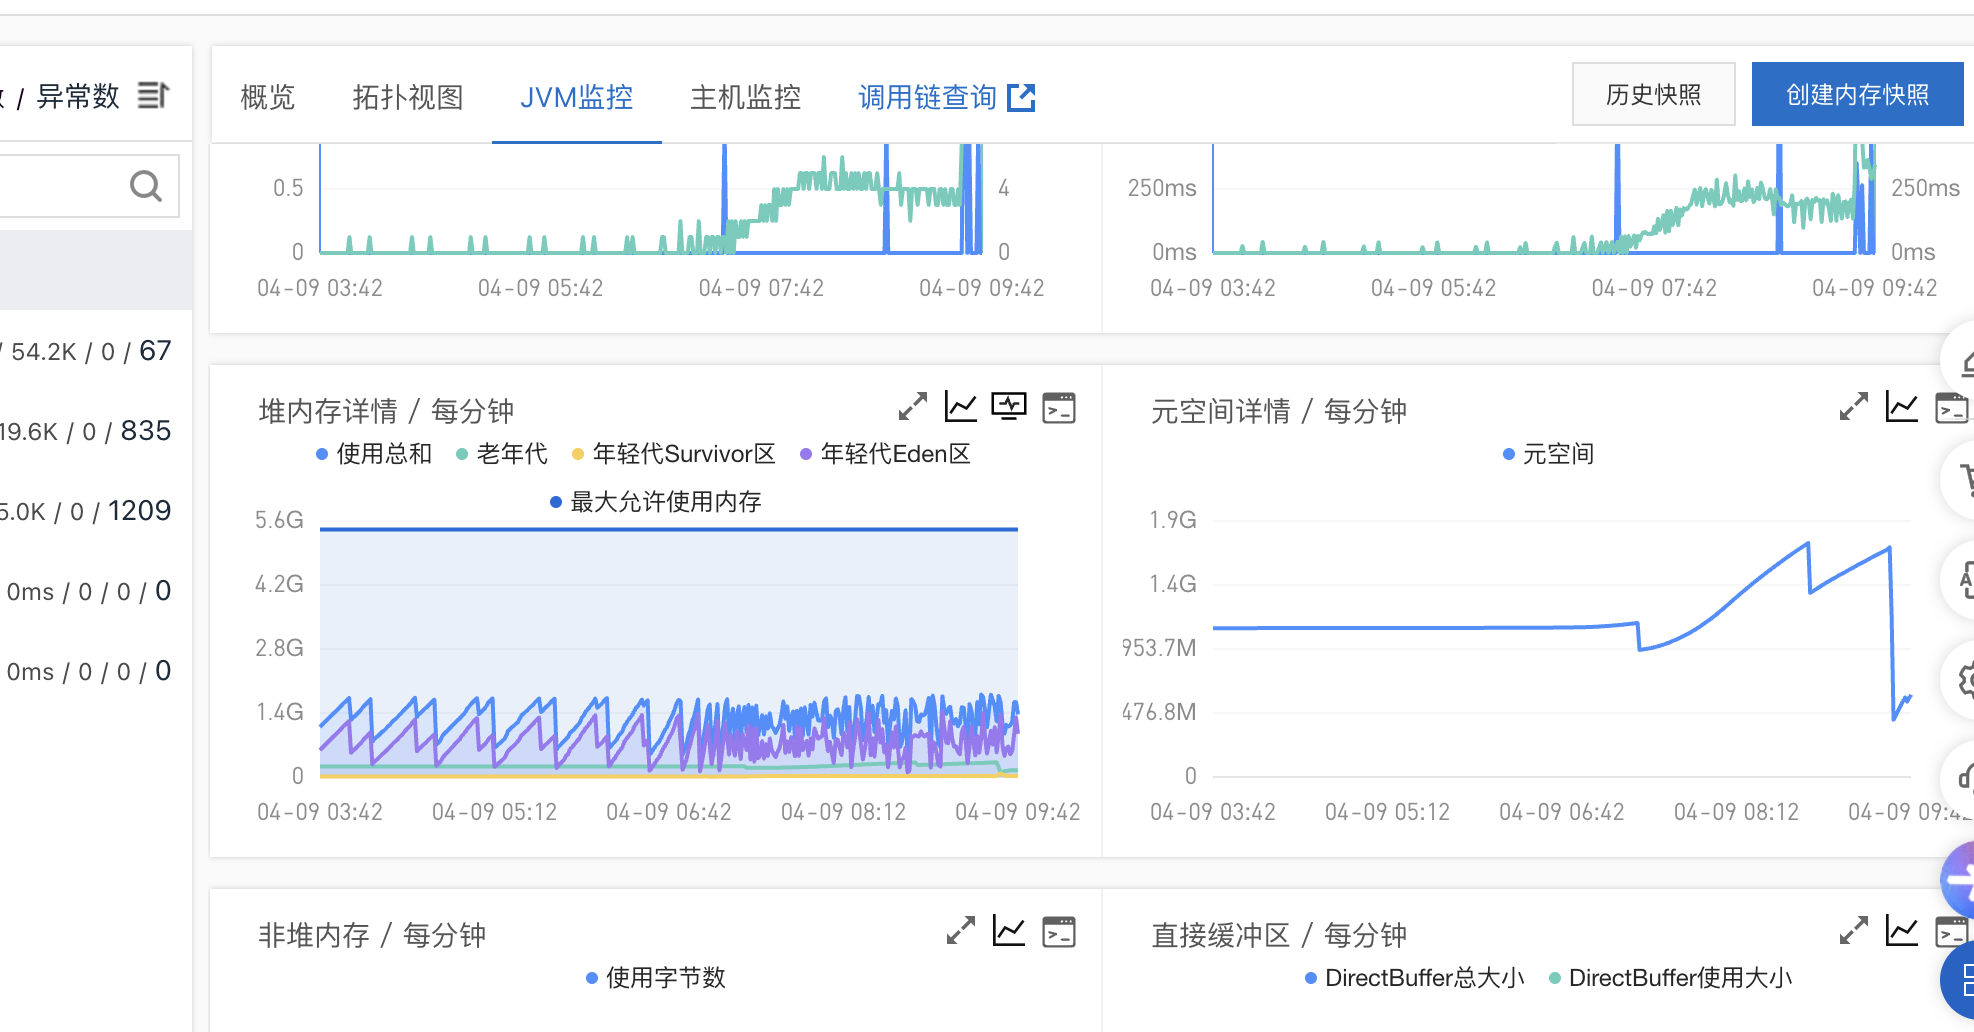 / 异常数
概览 拓扑视图 JVM监控 主机监控 调用链查询
历史快照 创建内存快照
0.5 4
0 0
04-09 03:42 04-09 05:42 04-09 07:42 04-09 09:42
250ms 250ms
0ms 0ms
04-09 03:42 04-09 05:42 04-09 07:42 04-09 09:42
/ 54.2K / 0 / 67
19.6K / 0 / 835
5.0K / 0 / 1209
0ms / 0 / 0 / 0
0ms / 0 / 0 / 0
堆内存详情 / 每分钟
使用总和 老年代 年轻代Survivor区 年轻代Eden区
最大允许使用内存
5.6G
4.2G
2.8G
1.4G
0
04-09 03:42 04-09 05:12 04-09 06:42 04-09 08:12 04-09 09:42
元空间详情 / 每分钟
元空间
1.9G
1.4G
953.7M
476.8M
0
04-09 03:42 04-09 05:12 04-09 06:42 04-09 08:12 04-09 09:42
非堆内存 / 每分钟
使用字节数
直接缓冲区 / 每分钟
DirectBuffer总大小 DirectBuffer使用大小